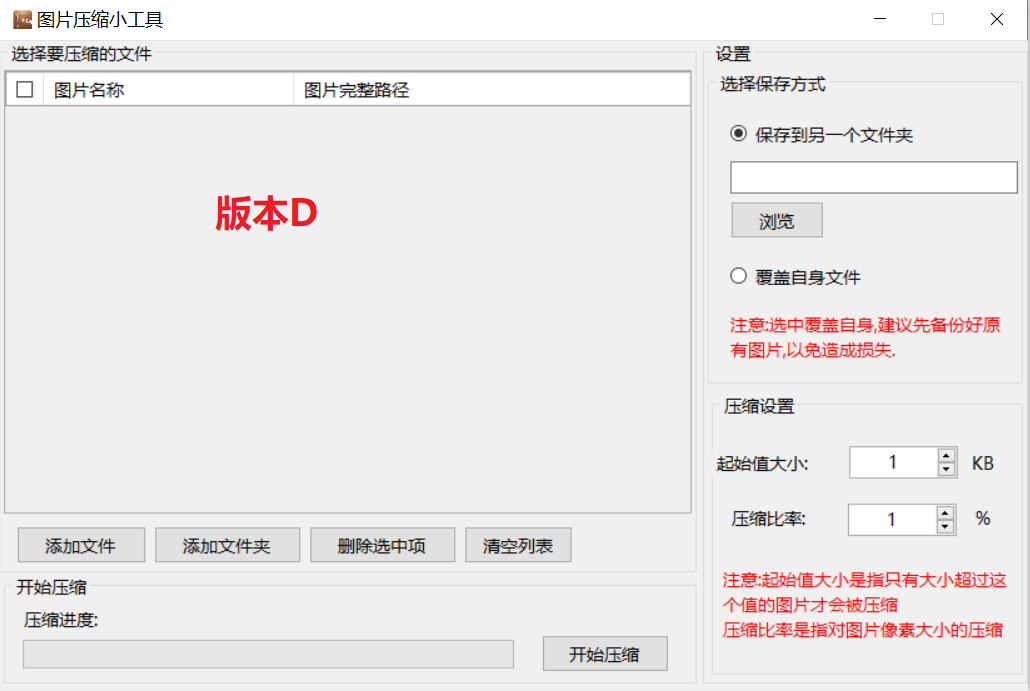 图片压缩小工具
选择要压缩的文件
图片名称 图片完整路径
版本D
添加文件 添加文件夹 删除选中项 清空列表
开始压缩
压缩进度:
开始压缩
设置
选择保存方式
保存到另一个文件夹
浏览
覆盖自身文件
注意:选中覆盖自身,建议先备份好原
有图片,以免造成损失.
压缩设置
起始值大小: 1 KB
压缩比率: 1 %
注意:起始值大小是指只有大小超过这
个值的图片才会被压缩
压缩比率是指对图片像素大小的压缩